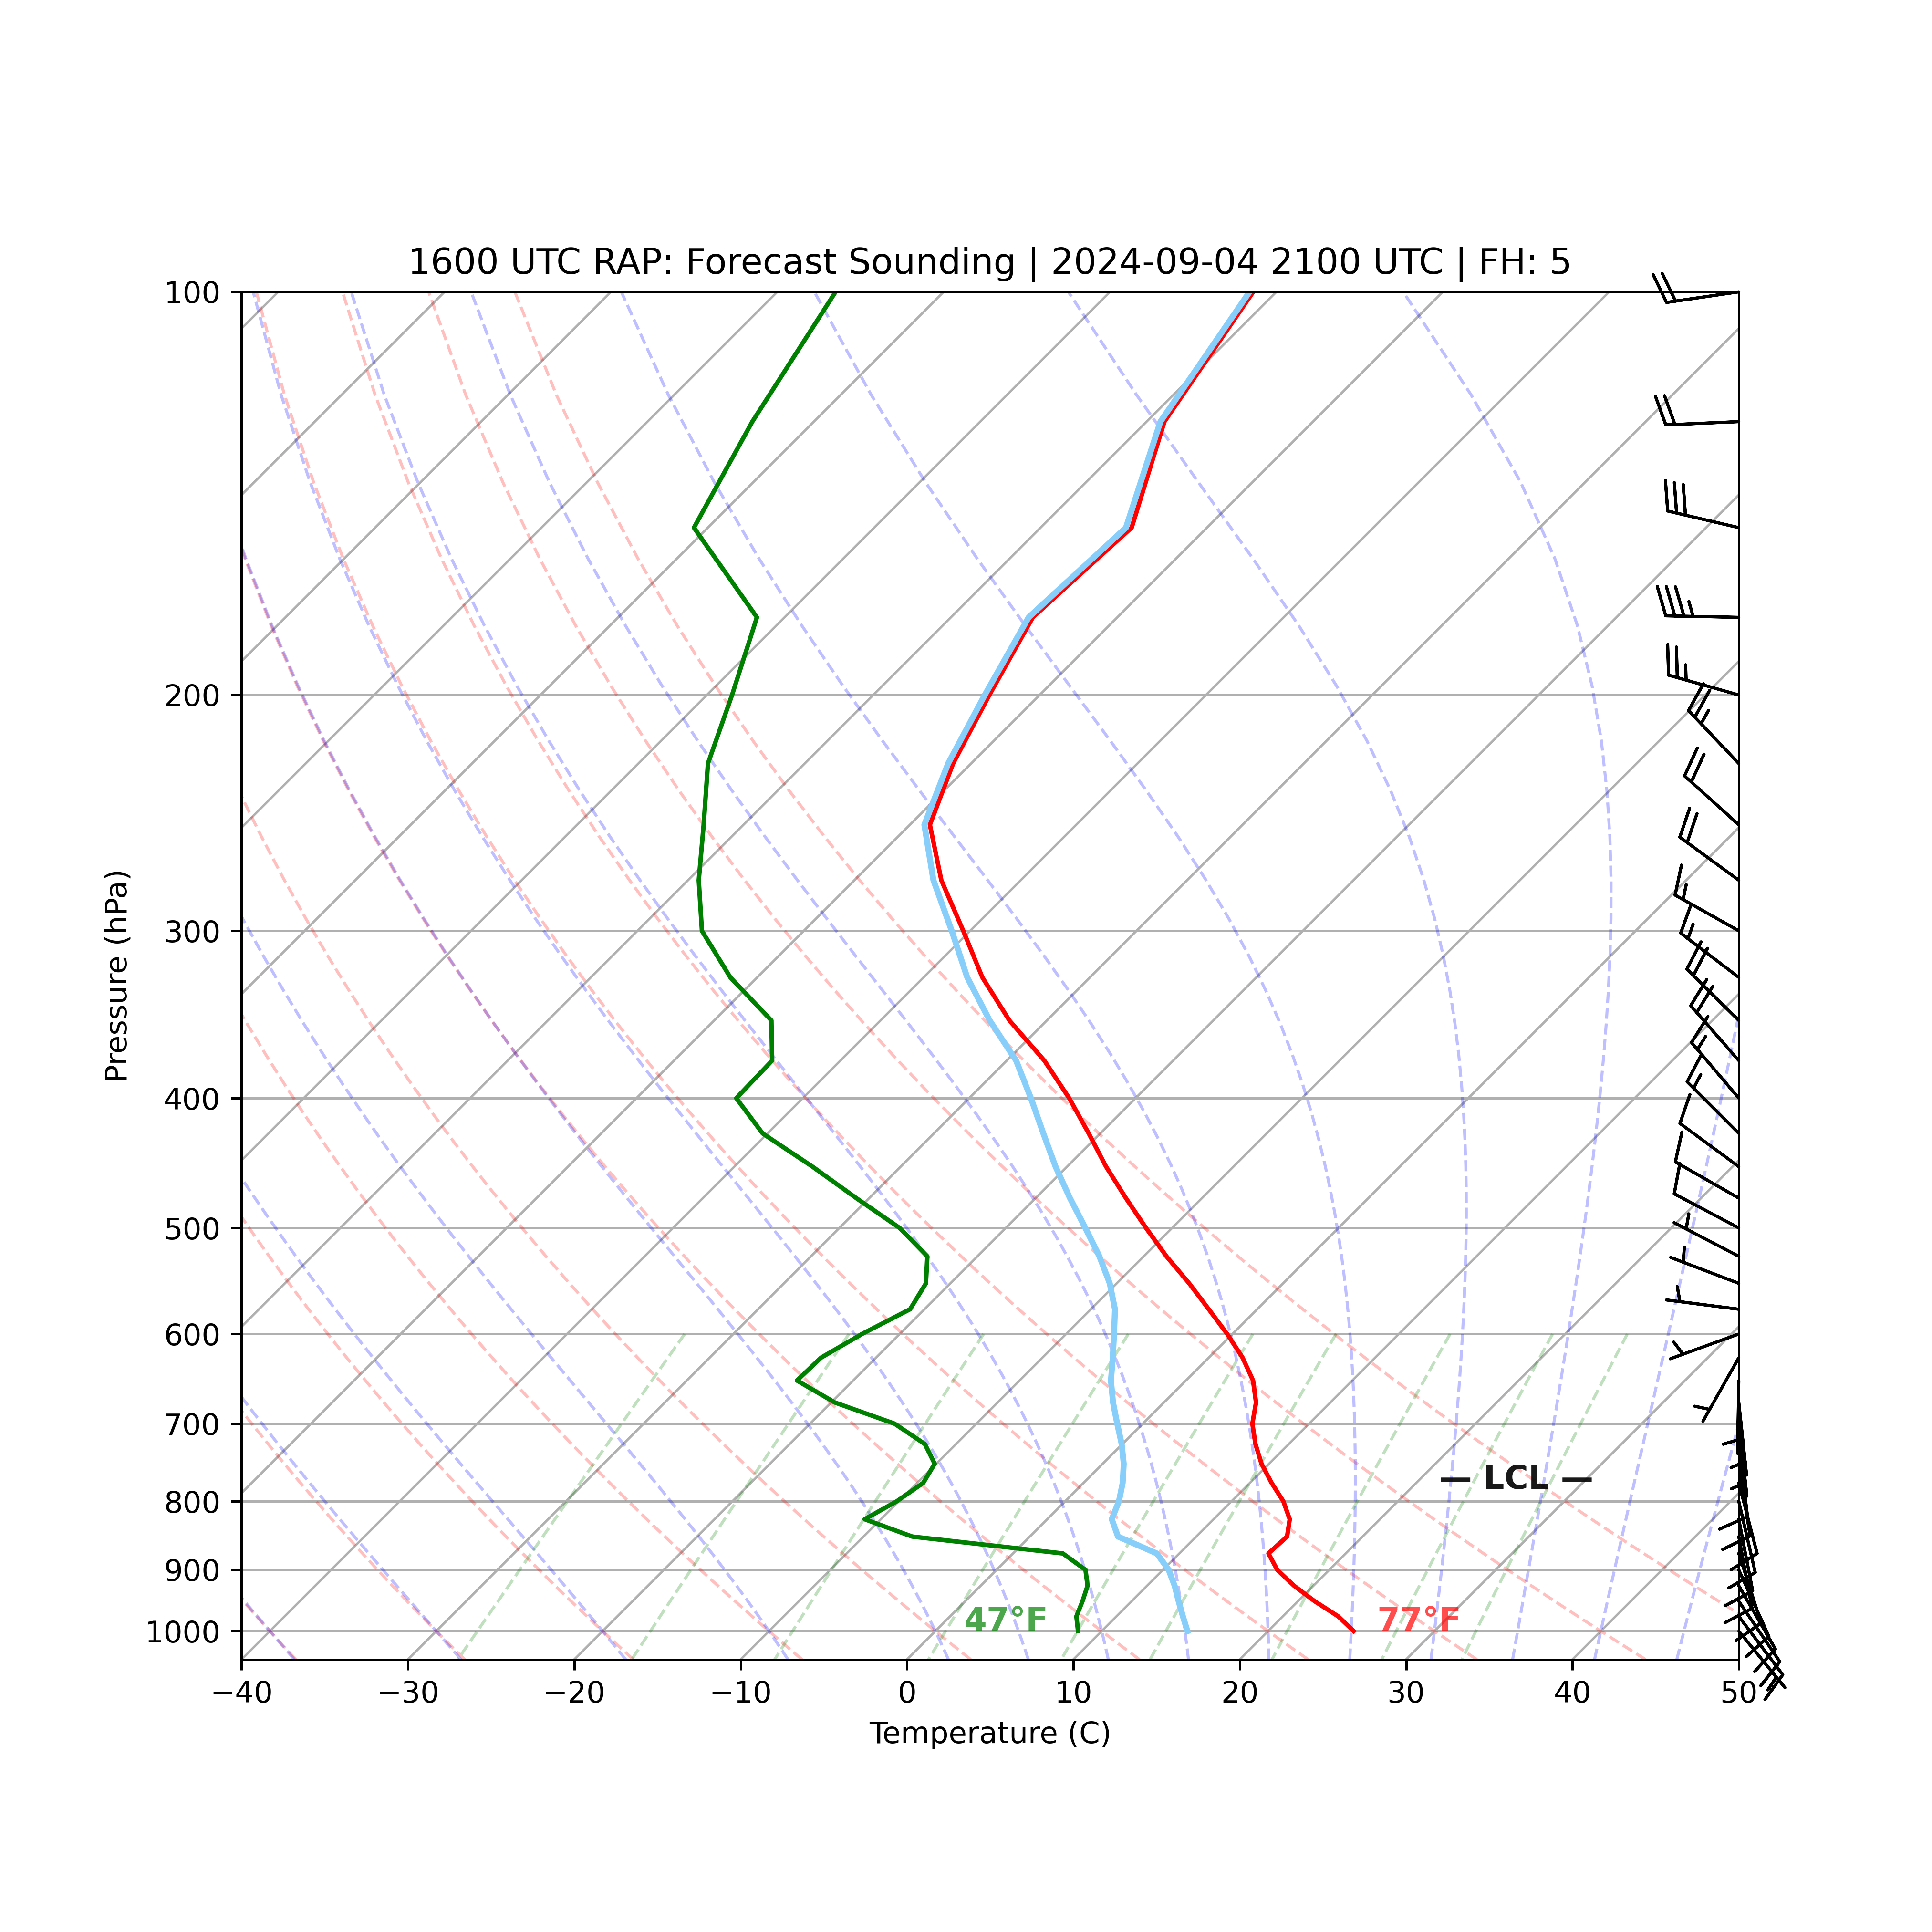 1600 UTC RAP: Forecast Sounding | 2024-09-04 2100 UTC | FH: 5
100
200
300
400
500
600
700
800
900
1000
Pressure (hPa)
— LCL —
47°F
77°F
−40 −30 −20 −10 0 10 20 30 40 50
Temperature (C)